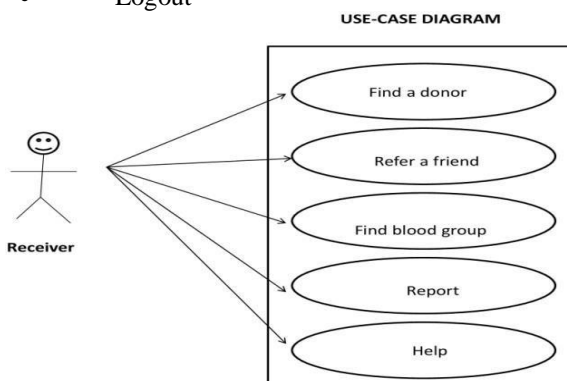 Logout
USE-CASE DIAGRAM
Find a donor
Refer a friend
Find blood group
Receiver
Report
Help